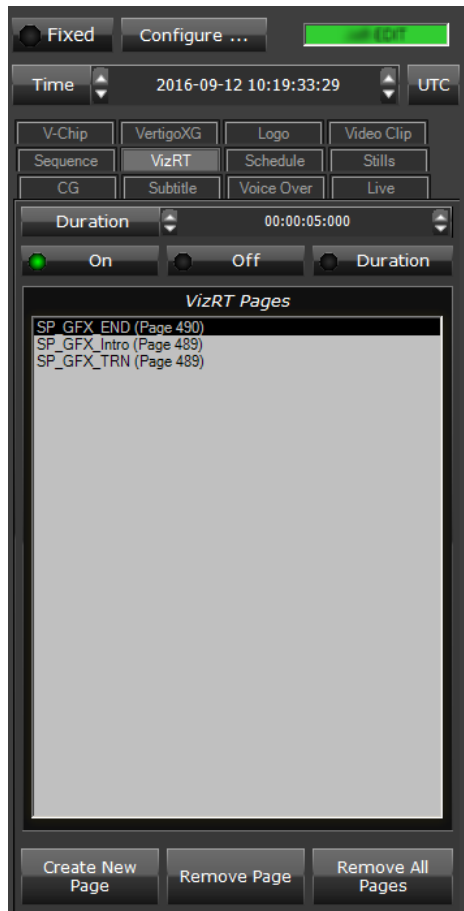 Fixed Configure ... EDIT
Time 2016-09-12 10:19:33:29 UTC
V-Chip VertigoXG Logo Video Clip
Sequence VizRT Schedule Stills
CG Subtitle Voice Over Live
Duration 00:00:05:000
On Off Duration
VizRT Pages
SP_GFX_END (Page 490)
SP_GFX_Intro (Page 489)
SP_GFX_TRN (Page 489)
Create New Remove Page Remove All
Page Pages